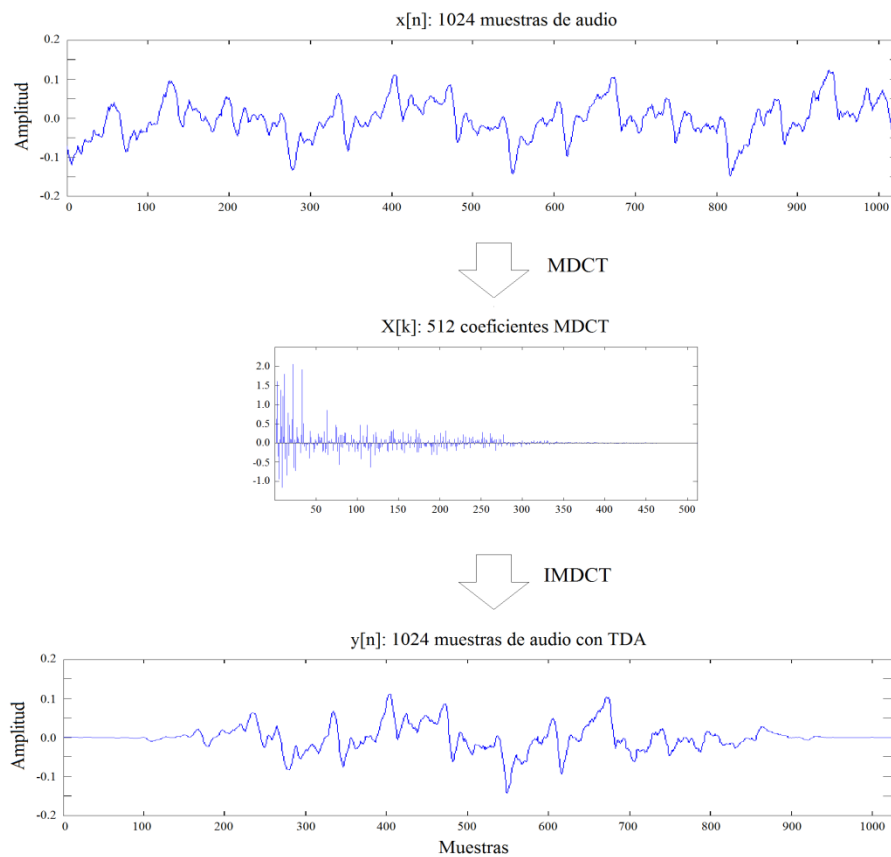 x[n]: 1024 muestras de audio
Amplitud
0.2
0.1
0.0
-0.1
-0.2
0 100 200 300 400 500 600 700 800 900 1000
MDCT
X[k]: 512 coeficientes MDCT
2.0
1.5
1.0
0.5
0.0
-0.5
-1.0
50 100 150 200 250 300 350 400 450 500
IMDCT
y[n]: 1024 muestras de audio con TDA
Amplitud
0.2
0.1
0.0
-0.1
-0.2
0 100 200 300 400 500 600 700 800 900 1000
Muestras